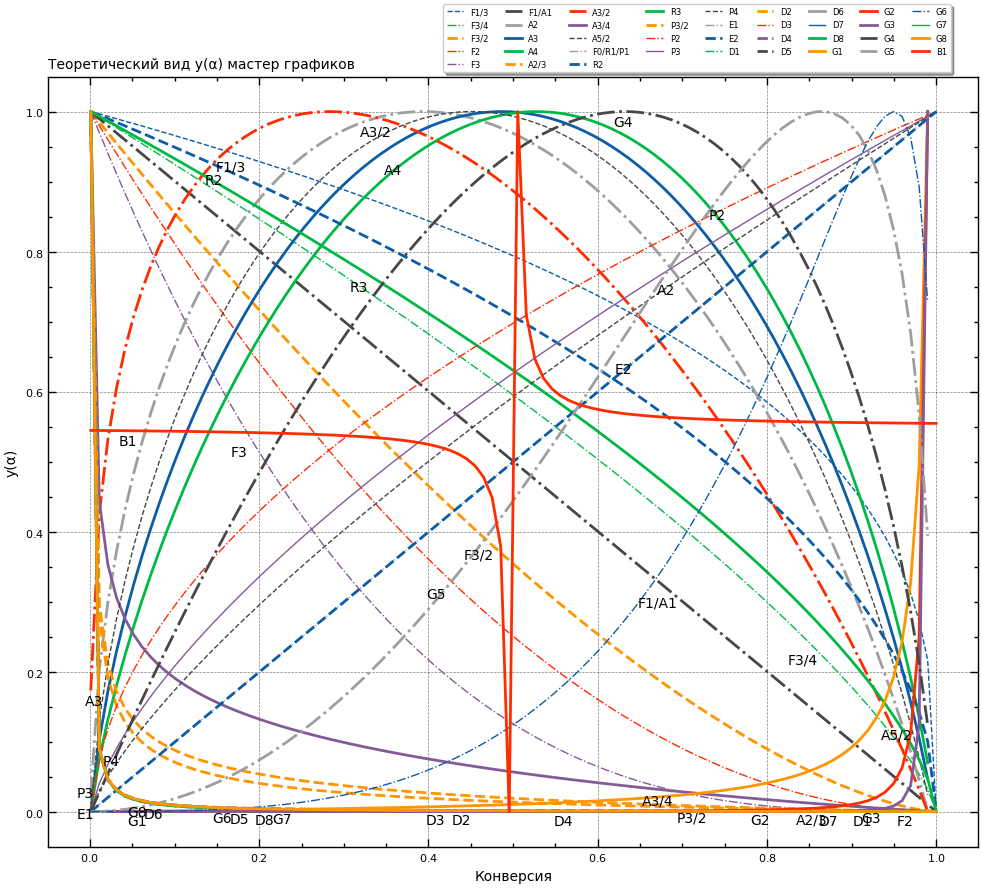 F1/3 F1/A1 A3/2 R3 P4 D2 D6 G2 G6
F3/4 A2 A3/4 P3/2 E1 D3 D7 G3 G7
F3/2 A3 A5/2 P2 E2 D4 D8 G4 G8
F2 A4 F0/R1/P1 P3 D1 D5 G1 G5 B1
F3 A2/3 R2
Теоретический вид y(α) мастер графиков
1.0
0.8
0.6
0.4
0.2
0.0
y(α)
G4
A3/2
F1/3
A4
R2
P2
R3
A2
E2
B1
F3
F3/2
G5
F1/A1
F3/4
A3
A5/2
P4
P3
A3/4
E1 G8 D6
G1 G6 D5 D8 G7 D3 D2 D4 P3/2 G2 A2/3 D7 D1 G3 F2
0.0 0.2 0.4 0.6 0.8 1.0
Конверсия